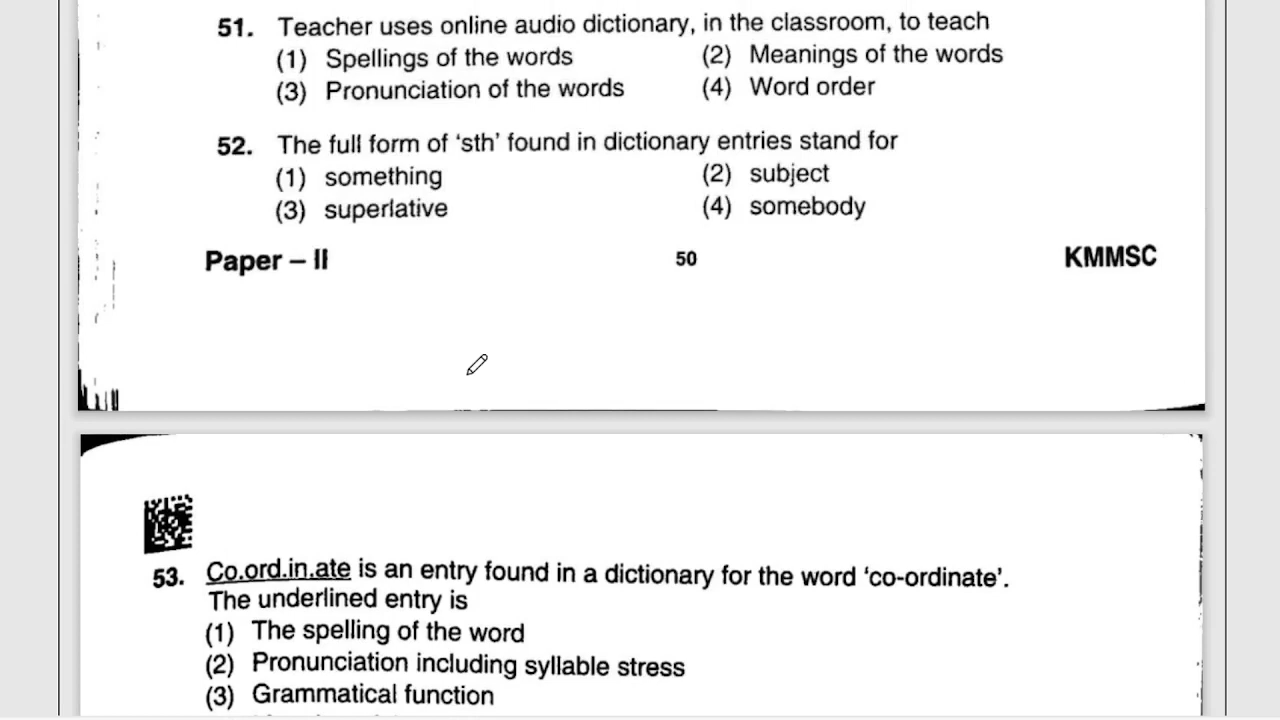 51. Teacher uses online audio dictionary, in the classroom, to teach
(1) Spellings of the words (2) Meanings of the words
(3) Pronunciation of the words (4) Word order
52. The full form of ‘sth’ found in dictionary entries stand for
(1) something (2) subject
(3) superlative (4) somebody
Paper – II 50 KMMSC
53. Co.ord.in.ate is an entry found in a dictionary for the word ‘co-ordinate’.
The underlined entry is
(1) The spelling of the word
(2) Pronunciation including syllable stress
(3) Grammatical function